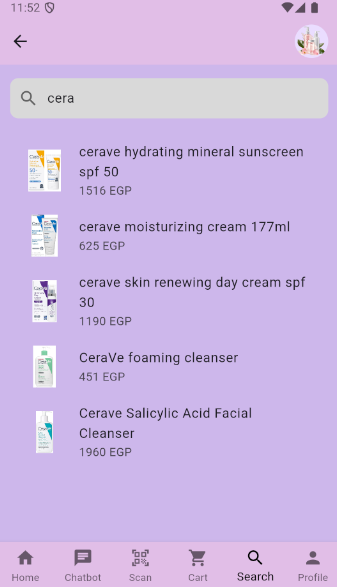 11:52
cera
cerave hydrating mineral sunscreen
spf 50
1516 EGP
cerave moisturizing cream 177ml
625 EGP
cerave skin renewing day cream spf
30
1190 EGP
CeraVe foaming cleanser
451 EGP
Cerave Salicylic Acid Facial
Cleanser
1960 EGP
Home
Chatbot
Scan
Cart
Search
Profile